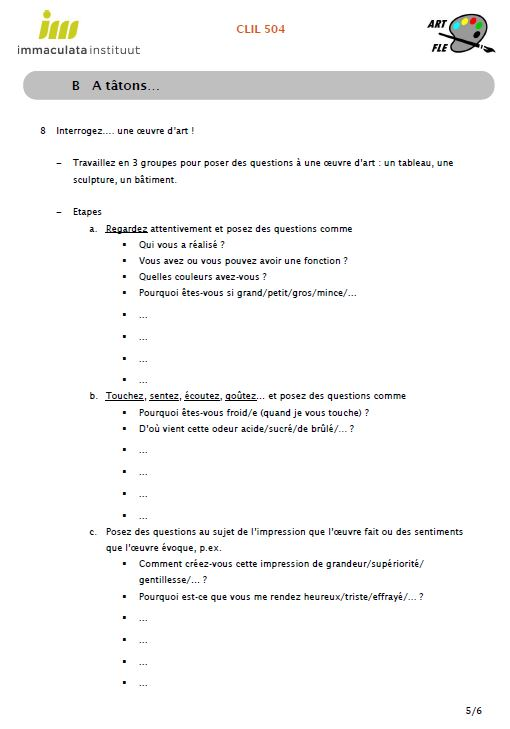 im
immaculata instituut
CLIL 504
ART
FLE
B A tâtons...
8 Interrogez.... une œuvre d'art !
– Travaillez en 3 groupes pour poser des questions à une œuvre d'art : un tableau, une
sculpture, un bâtiment.
– Etapes
a. Regardez attentivement et posez des questions comme
▪ Qui vous a réalisé ?
▪ Vous avez ou vous pouvez avoir une fonction ?
▪ Quelles couleurs avez-vous ?
▪ Pourquoi êtes-vous si grand/petit/gros/mince/...
▪ ...
▪ ...
▪ ...
▪ ...
b. Touchez, sentez, écoutez, goûtez... et posez des questions comme
▪ Pourquoi êtes-vous froid/e (quand je vous touche) ?
▪ D'où vient cette odeur acide/sucré/de brûlé/... ?
▪ ...
▪ ...
▪ ...
▪ ...
c. Posez des questions au sujet de l'impression que l'œuvre fait ou des sentiments
que l'œuvre évoque, p.ex.
▪ Comment créez-vous cette impression de grandeur/supériorité/
gentillesse/... ?
▪ Pourquoi est-ce que vous me rendez heureux/triste/effrayé/... ?
▪ ...
▪ ...
▪ ...
▪ ...
5/6